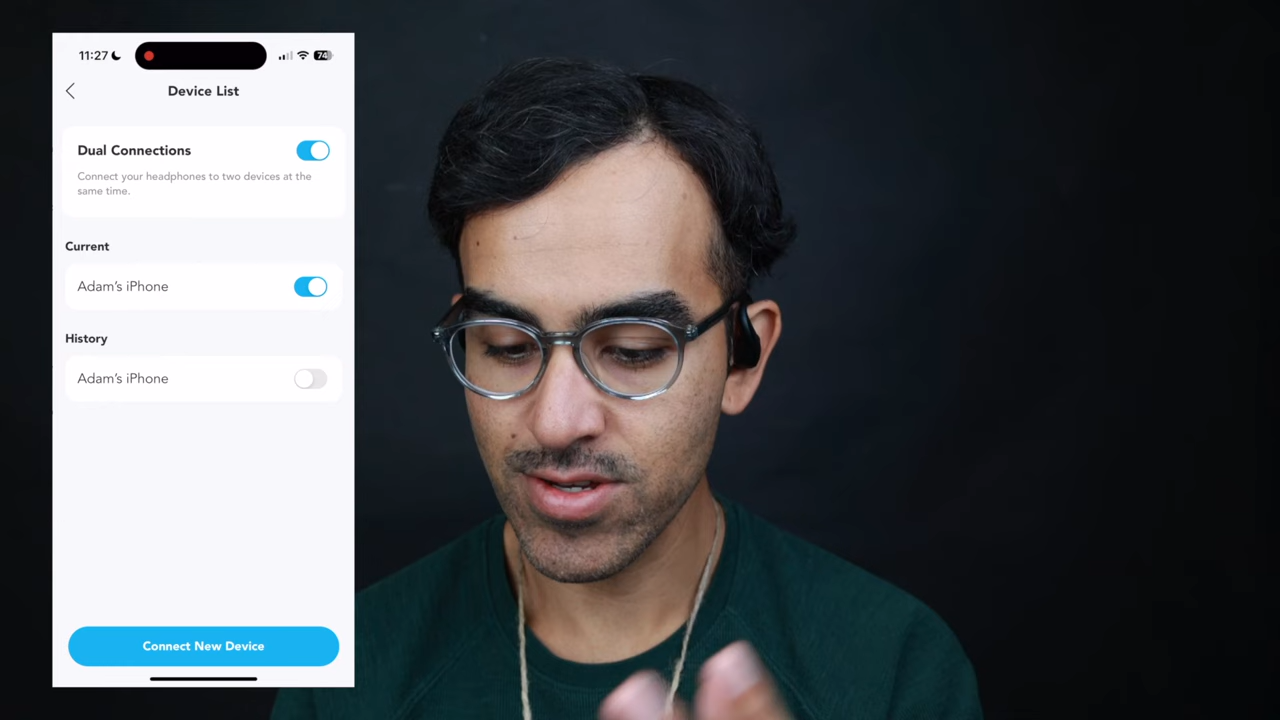 11:27
74
Device List
Dual Connections
Connect your headphones to two devices at the
same time.
Current
Adam's iPhone
History
Adam's iPhone
Connect New Device